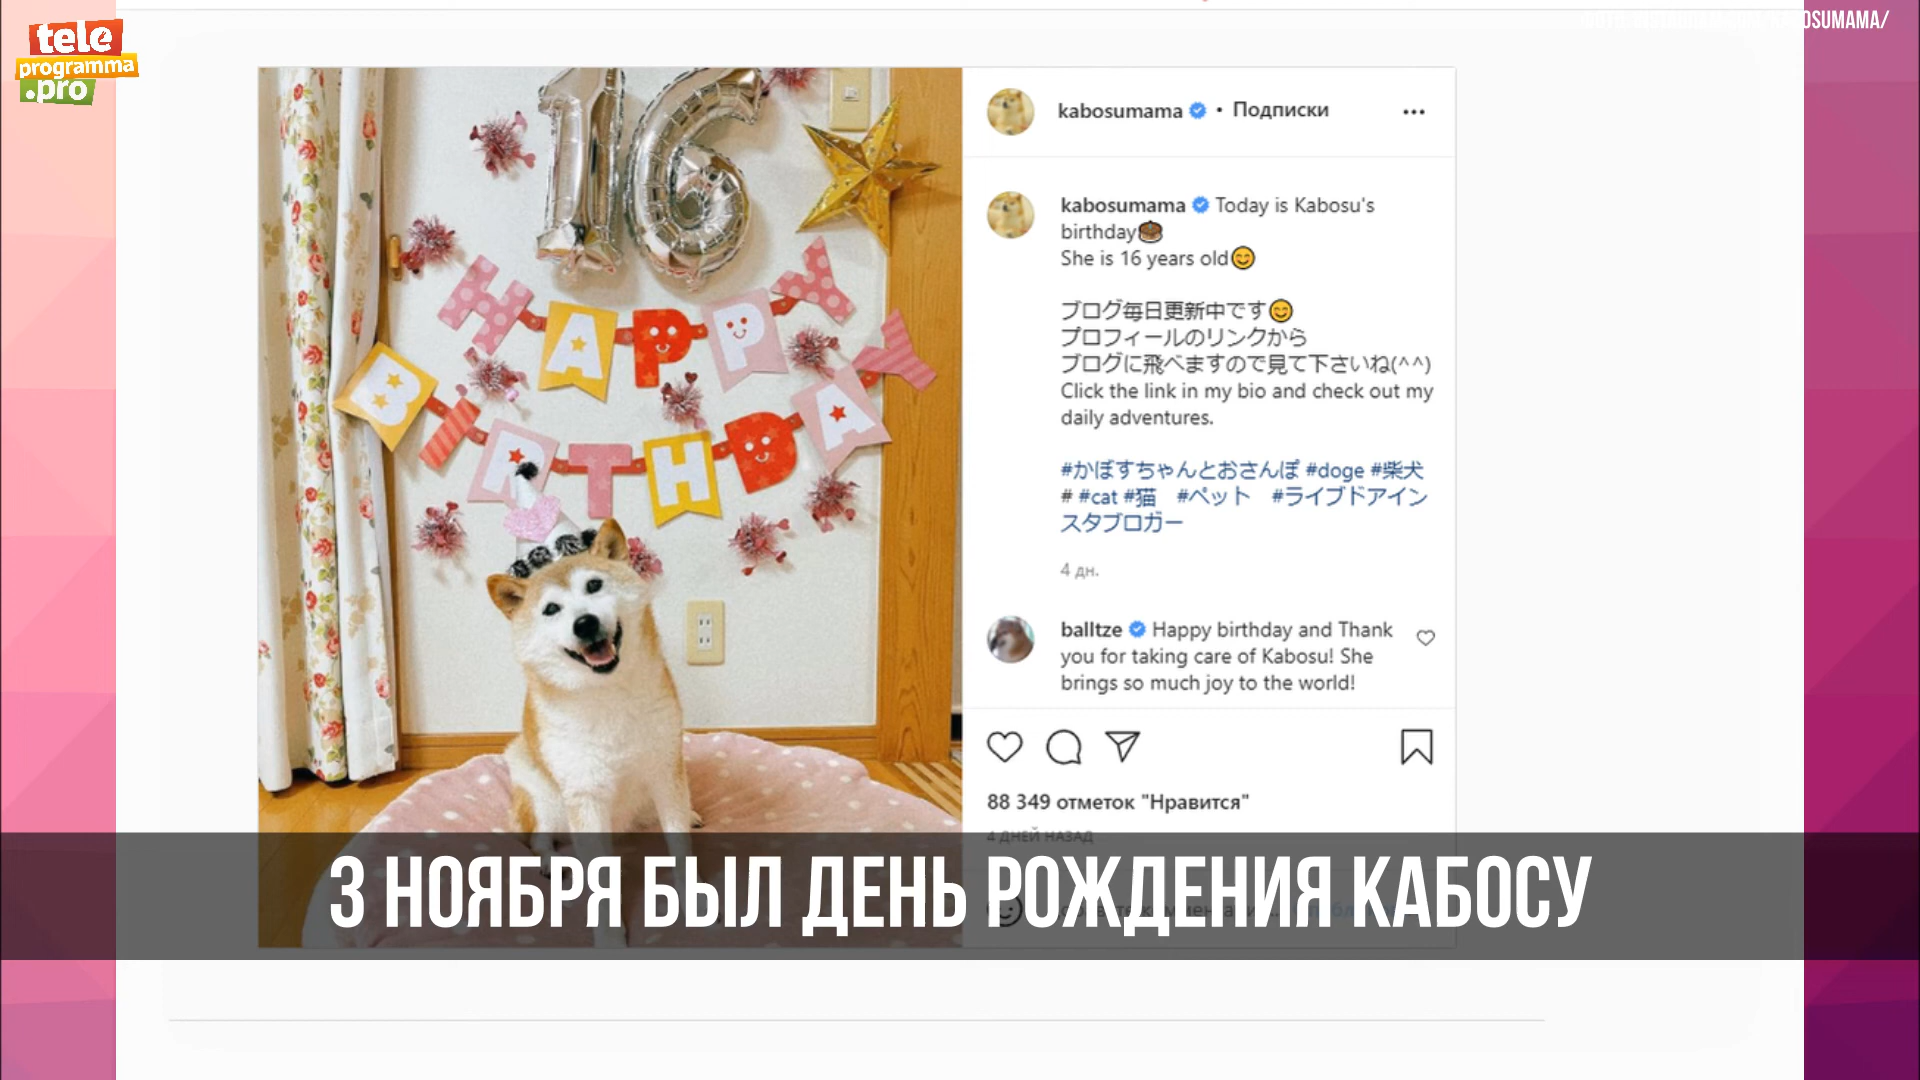 tele
programma
.pro
OSUMAMA/
16
HAPPY
BIRTHDAY
kabosumama • Подписки
kabosumama Today is Kabosu's
birthday
She is 16 years old
ブログ毎日更新中です
プロフィールのリンクから
ブログに飛べますので見て下さいね(^^)
Click the link in my bio and check out my
daily adventures.
#かぼすちゃんとおさんぽ #doge #柴犬
# #cat #猫 #ペット #ライブドアイン
スタブロガー
4 дн.
balltze Happy birthday and Thank
you for taking care of Kabosu! She
brings so much joy to the world!
88 349 отметок "Нравится"
4 ДНЕЙ НАЗАД
3 НОЯБРЯ БЫЛ ДЕНЬ РОЖДЕНИЯ КАБОСУ